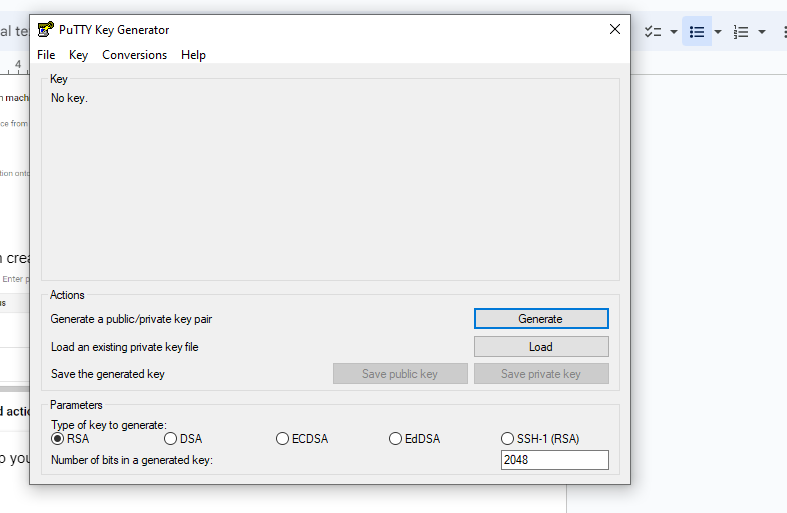 PuTTY Key Generator
File Key Conversions Help
al te
4
Key
No key.
n mach
ce from
tion onto
n crea
Enter p
us
Actions
Generate a public/private key pair Generate
Load an existing private key file Load
Save the generated key Save public key Save private key
d actic
Parameters
Type of key to generate:
RSA DSA ECDSA EdDSA SSH-1 (RSA)
o you
Number of bits in a generated key: 2048